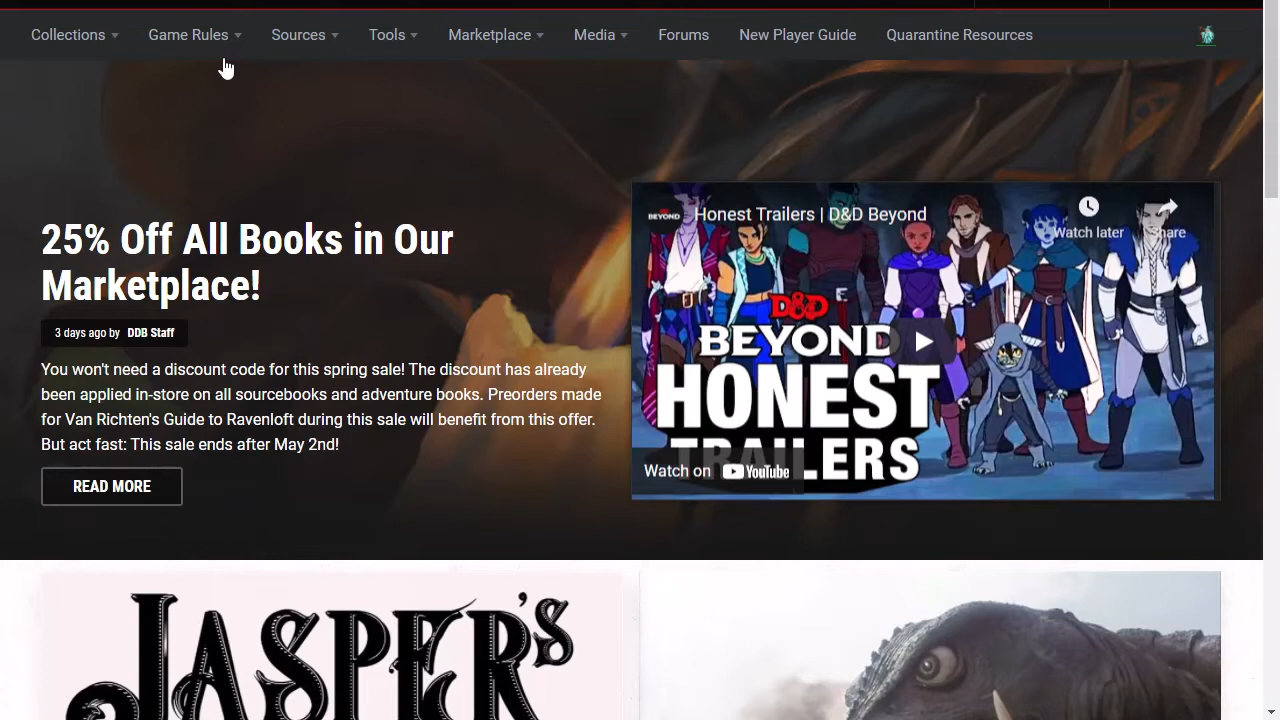 Collections Game Rules Sources Tools Marketplace Media Forums New Player Guide Quarantine Resources
25% Off All Books in Our
Marketplace!
3 days ago by DDB Staff
You won't need a discount code for this spring sale! The discount has already
been applied in-store on all sourcebooks and adventure books. Preorders made
for Van Richten's Guide to Ravenloft during this sale will benefit from this offer.
But act fast: This sale ends after May 2nd!
READ MORE
BEYOND
Honest Trailers | D&D Beyond
Watch later
Share
D&D
BEYOND
HONEST
TRAILERS
Watch on YouTube
JASPER'S